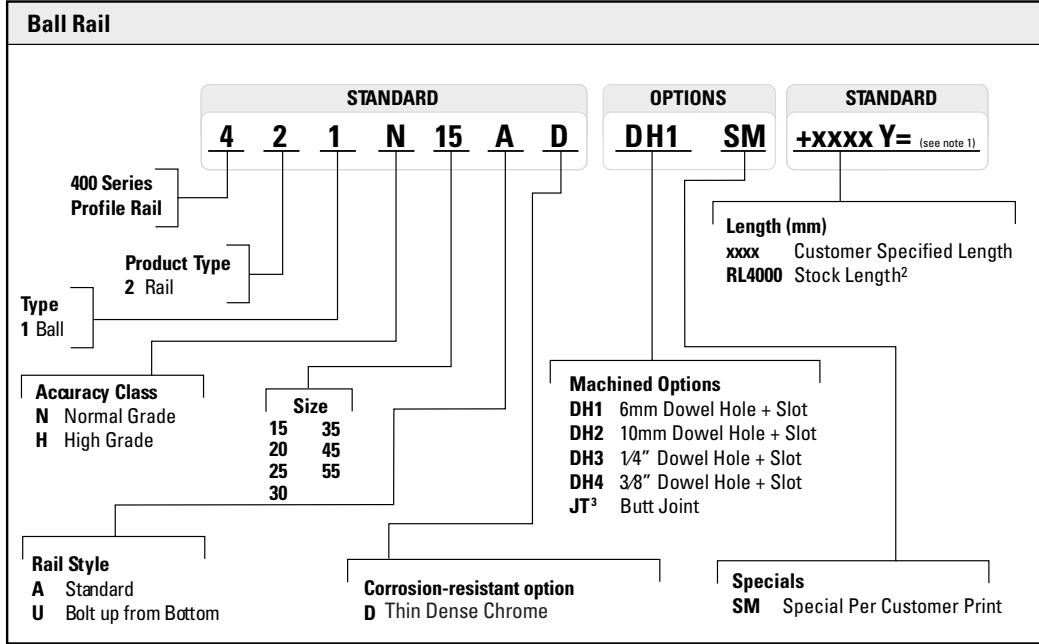 Ball Rail
STANDARD
OPTIONS
STANDARD
4 2 1 N 15 A D
DH1 SM
+xxxx Y= (see note 1)
400 Series
Profile Rail
Product Type
2 Rail
Type
1 Ball
Accuracy Class
N Normal Grade
H High Grade
Size
15 35
20 45
25 55
30
Rail Style
A Standard
U Bolt up from Bottom
Corrosion-resistant option
D Thin Dense Chrome
Machined Options
DH1 6mm Dowel Hole + Slot
DH2 10mm Dowel Hole + Slot
DH3 1/4” Dowel Hole + Slot
DH4 3/8” Dowel Hole + Slot
JT³ Butt Joint
Length (mm)
xxxx Customer Specified Length
RL4000 Stock Length²
Specials
SM Special Per Customer Print